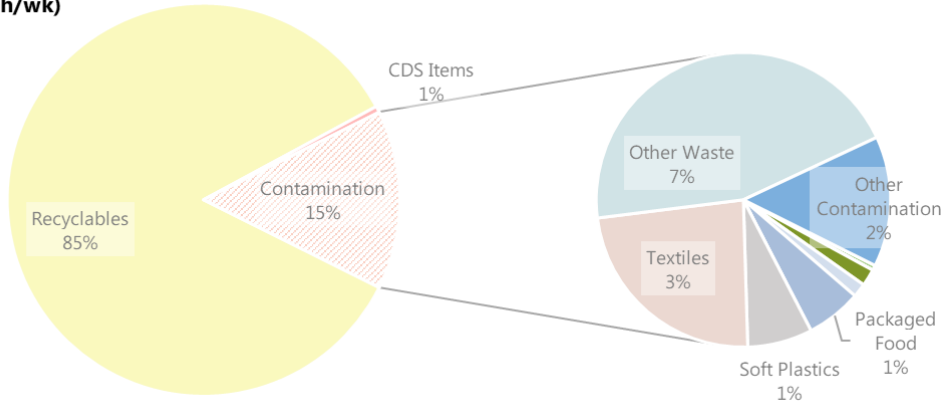 h/wk)
CDS Items
1%
Contamination
15%
Recyclables
85%
Other Waste
7%
Other
Contamination
2%
Textiles
3%
Packaged
Food
1%
Soft Plastics
1%